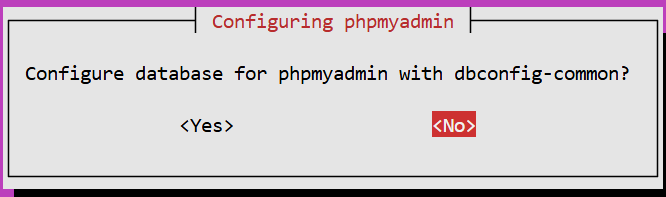 Configuring phpmyadmin
Configure database for phpmyadmin with dbconfig-common?
<Yes> <No>